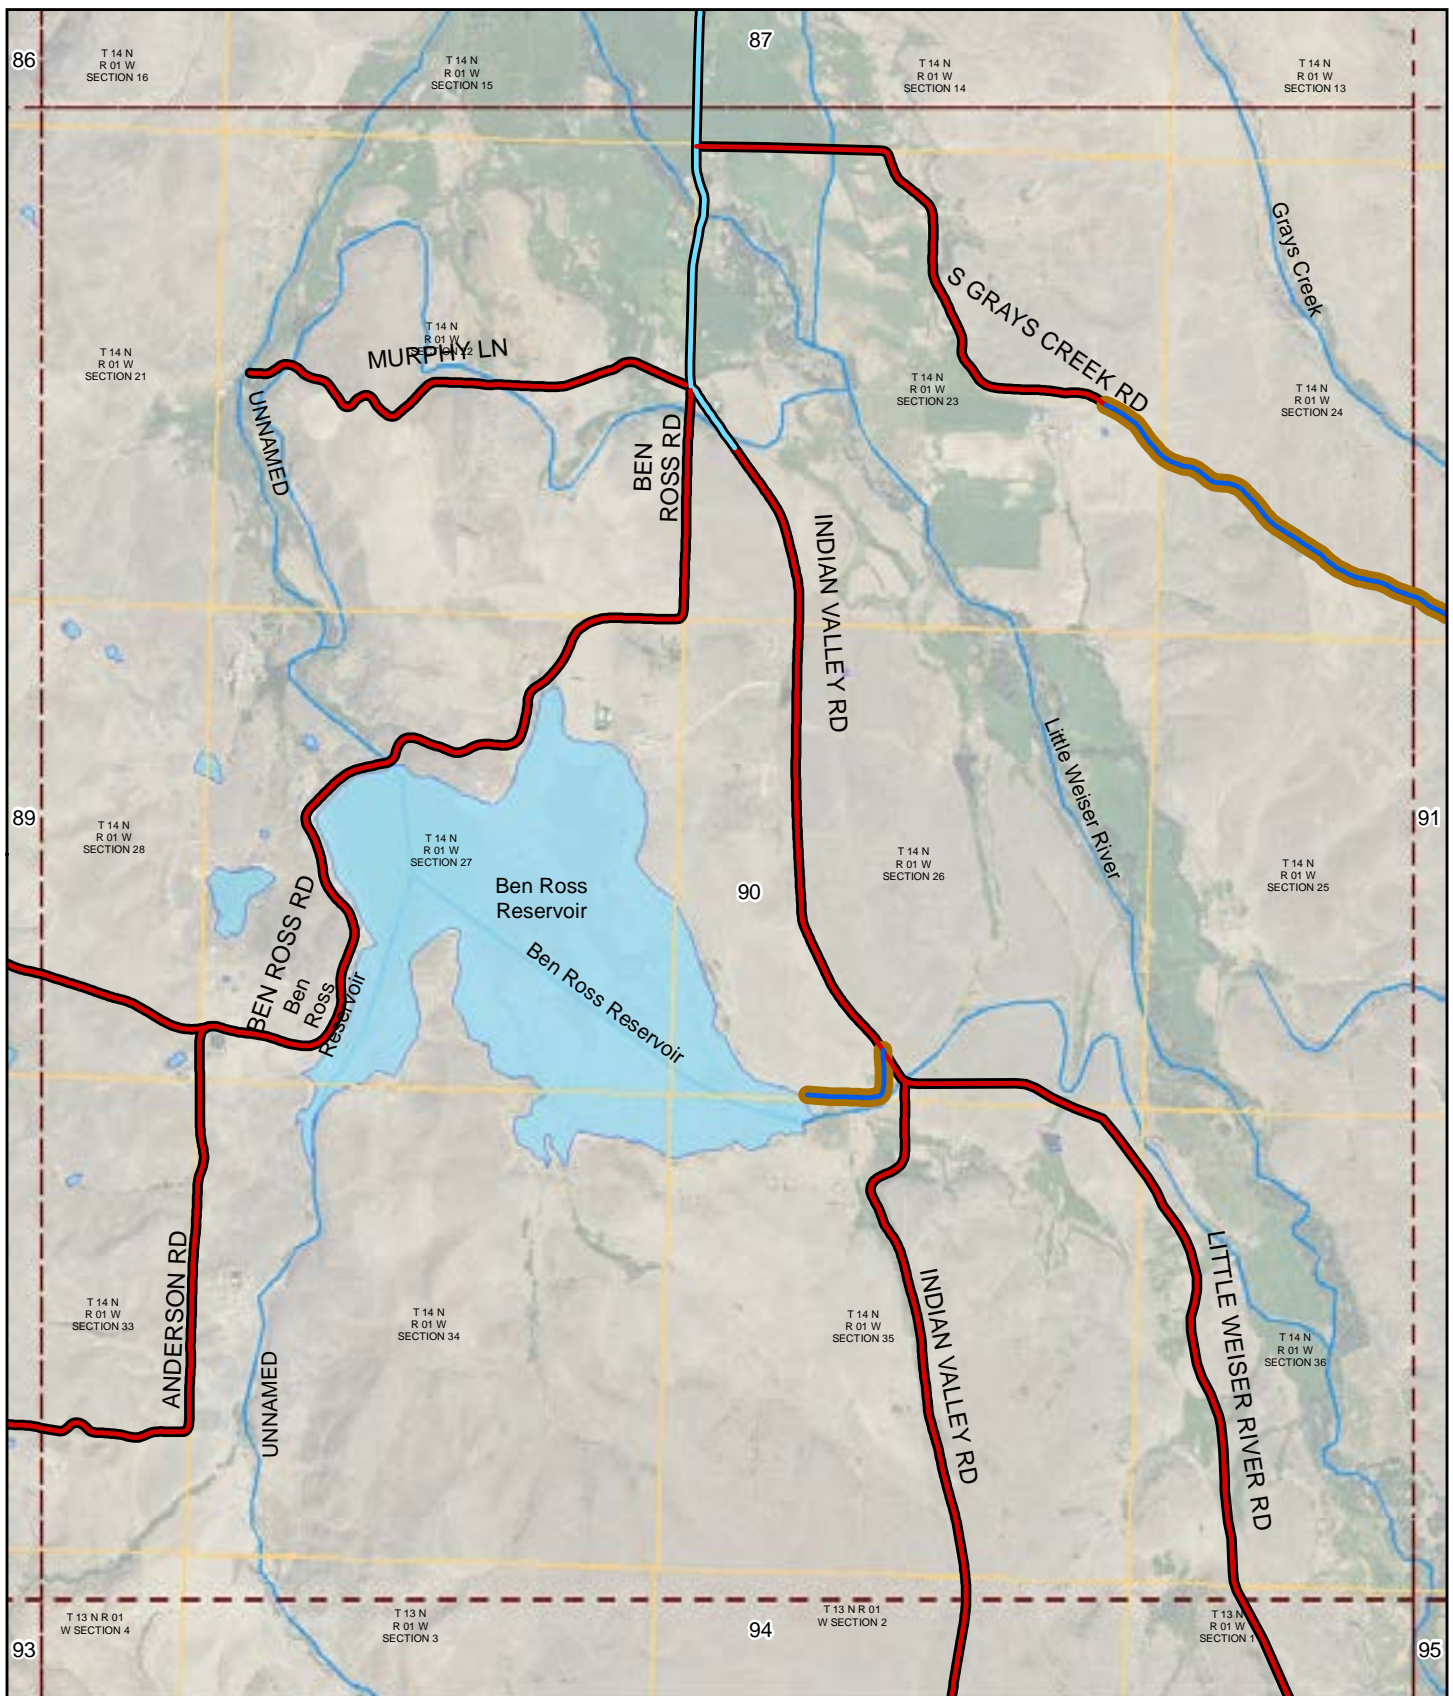 86
T 14 N
R 01 W
SECTION 16
T 14 N
R 01 W
SECTION 15
87
T 14 N
R 01 W
SECTION 14
T 14 N
R 01 W
SECTION 13
Grays Creek
S GRAYS CREEK RD
T 14 N
R 01 W
SECTION 21
T 14 N
R 01 W
SECTION 22
MURPHY LN
T 14 N
R 01 W
SECTION 23
T 14 N
R 01 W
SECTION 24
UNNAMED
BEN
ROSS RD
INDIAN VALLEY RD
Little Weiser River
89
T 14 N
R 01 W
SECTION 28
T 14 N
R 01 W
SECTION 27
Ben Ross
Reservoir
90
T 14 N
R 01 W
SECTION 26
T 14 N
R 01 W
SECTION 25
91
BEN ROSS RD
Ben
Ross
Reservoir
Ben Ross Reservoir
ANDERSON RD
T 14 N
R 01 W
SECTION 33
UNNAMED
T 14 N
R 01 W
SECTION 34
T 14 N
R 01 W
SECTION 35
INDIAN VALLEY RD
LITTLE WEISER RIVER RD
T 14 N
R 01 W
SECTION 36
93
T 13 N R 01
W SECTION 4
T 13 N
R 01 W
SECTION 3
94
T 13 N R 01
W SECTION 2
T 13 N
R 01 W
SECTION 1
95